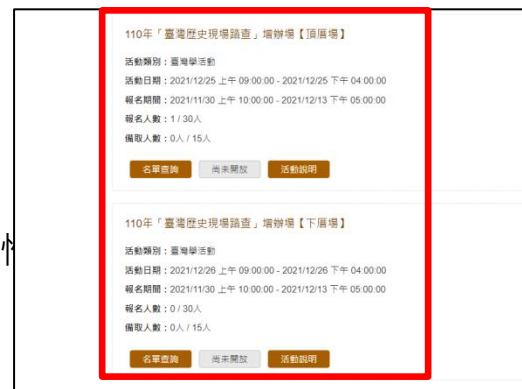 110年「臺灣歷史現場踏查」增辦場【頂厝場】
活動類別：臺灣學活動
活動日期：2021/12/25 上午 09:00:00 - 2021/12/25 下午 04:00:00
報名期間：2021/11/30 上午 10:00:00 - 2021/12/13 下午 05:00:00
報名人數：1 / 30人
備取人數：0人 / 15人
名單查詢 尚未開放 活動說明
110年「臺灣歷史現場踏查」增辦場【下厝場】
活動類別：臺灣學活動
活動日期：2021/12/26 上午 09:00:00 - 2021/12/26 下午 04:00:00
報名期間：2021/11/30 上午 10:00:00 - 2021/12/13 下午 05:00:00
報名人數：0 / 30人
備取人數：0人 / 15人
名單查詢 尚未開放 活動說明